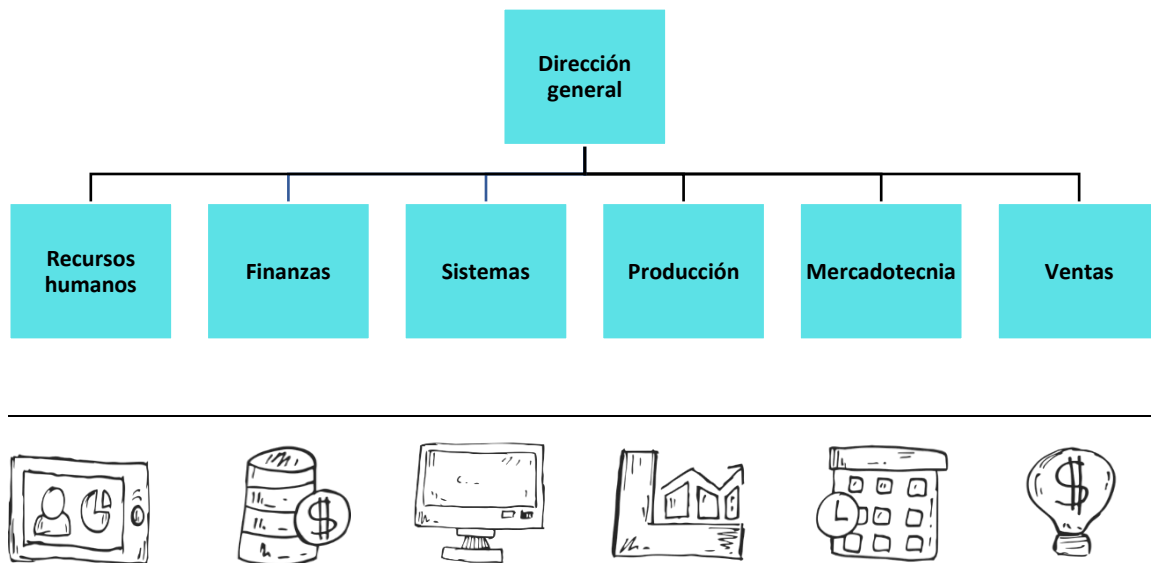 Dirección
general
Recursos
humanos
Finanzas
Sistemas
Producción
Mercadotecnia
Ventas
$
$